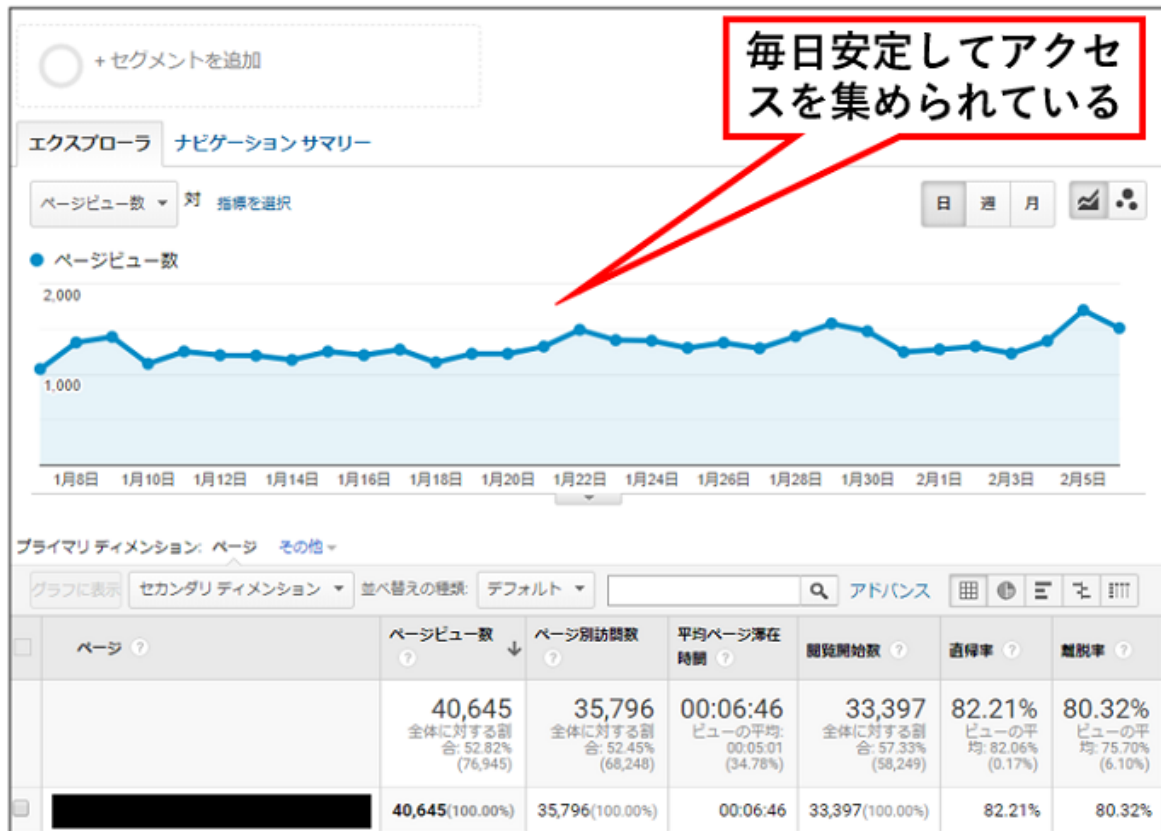 毎日安定してアクセ
スを集められている
+ セグメントを追加
エクスプローラ ナビゲーション サマリー
ページビュー数 対 指標を選択 日 週 月
ページビュー数
2,000
1,000
1月8日 1月10日 1月12日 1月14日 1月16日 1月18日 1月20日 1月22日 1月24日 1月26日 1月28日 1月30日 2月1日 2月3日 2月5日
プライマリ ディメンション: ページ その他
グラフに表示 セカンダリ ディメンション 並べ替えの種類: デフォルト アドバンス
ページ ? ページビュー数 ? ページ別訪問数 ? 平均ページ滞在時間 ? 閲覧開始数 ? 直帰率 ? 離脱率 ?
40,645 35,796 00:06:46 33,397 82.21% 80.32%
全体に対する割 全体に対する割 ビューの平均: 全体に対する割 ビューの平 ビューの平
合: 52.82% 合: 52.45% 00:05:01 合: 57.33% 均: 82.06% 均: 75.70%
(76,945) (68,248) (34.78%) (58,249) (0.17%) (6.10%)
40,645(100.00%) 35,796(100.00%) 00:06:46 33,397(100.00%) 82.21% 80.32%